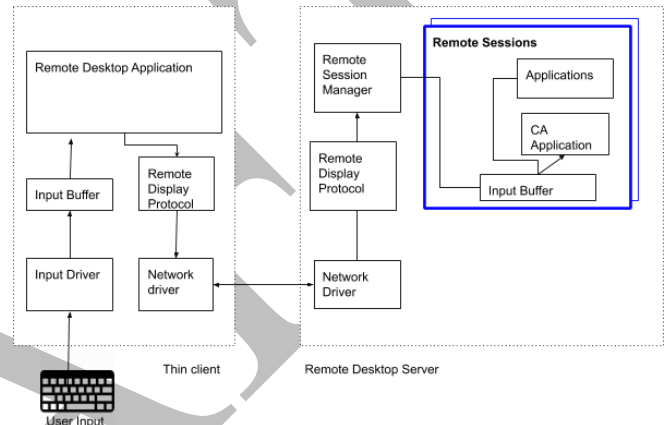 Remote Desktop Application
Input Buffer
Remote
Display
Protocol
Input Driver
Network
driver
Thin client
User Input
Remote
Session
Manager
Remote
Display
Protocol
Network
Driver
Remote Desktop Server
Remote Sessions
Applications
CA
Application
Input Buffer